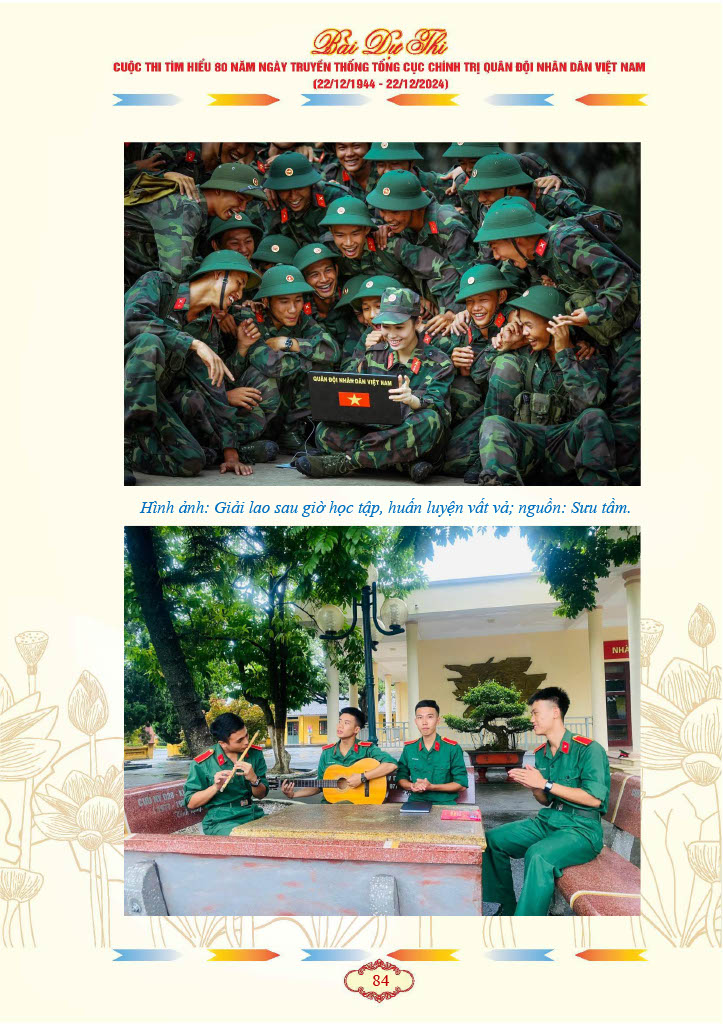 Bài Dự Thi
CUỘC THI TÌM HIỂU 80 NĂM NGÀY TRUYỀN THỐNG TỔNG CỤC CHÍNH TRỊ QUÂN ĐỘI NHÂN DÂN VIỆT NAM
(22/12/1944 - 22/12/2024)
QUÂN ĐỘI NHÂN DÂN VIỆT NAM
Hình ảnh: Giải lao sau giờ học tập, huấn luyện vất vả; nguồn: Sưu tầm.
NHÀ
84